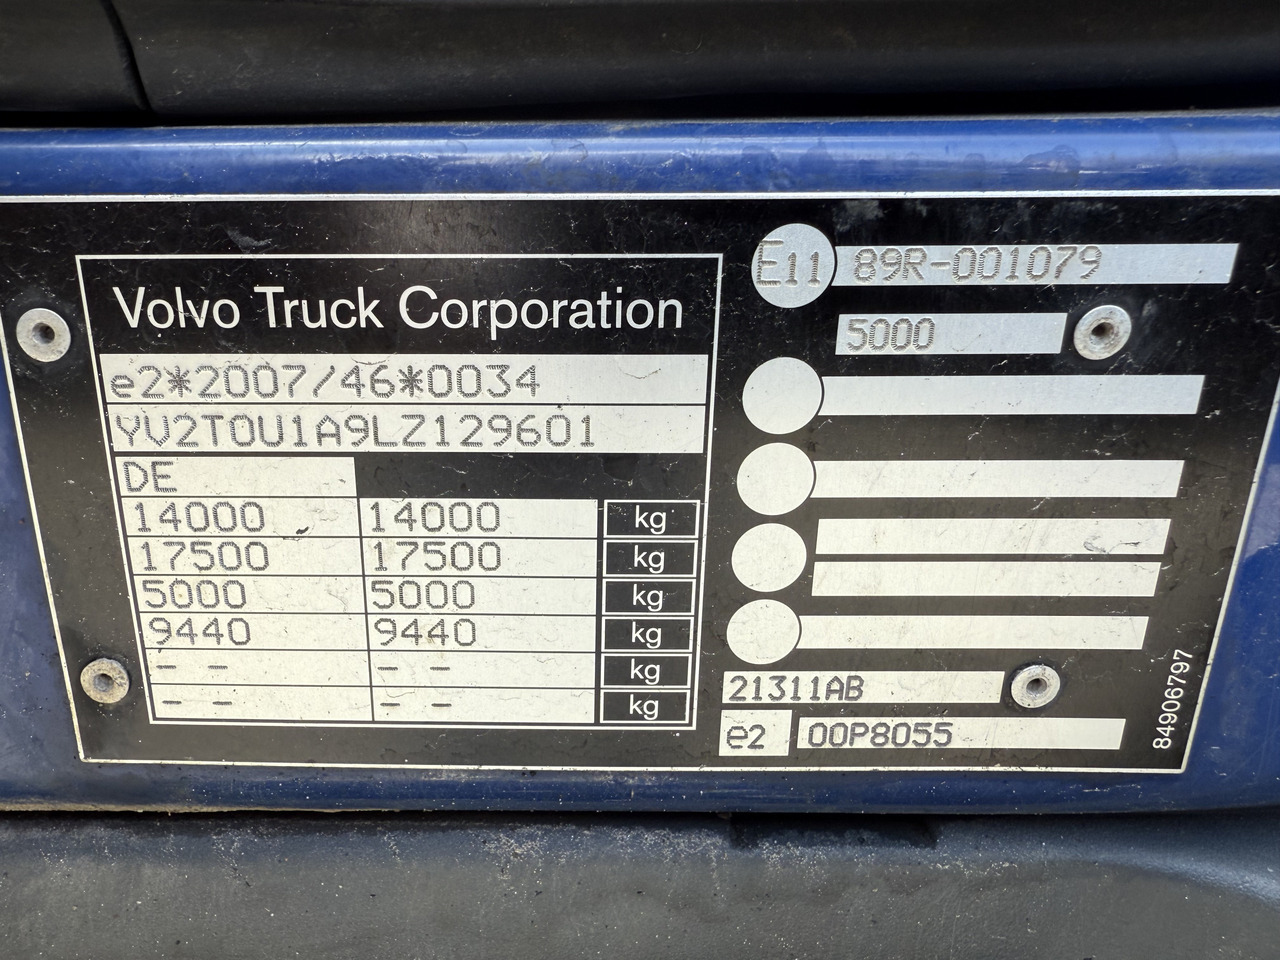 Volvo Truck Corporation
e2*2007/46*0034
YV2T0U1A9LZ129601
DE
14000 14000 kg
17500 17500 kg
5000 5000 kg
9440 9440 kg
- - - - kg
- - - - kg
E11 89R-001079
5000
21311AB
e2 00P8055
84906797